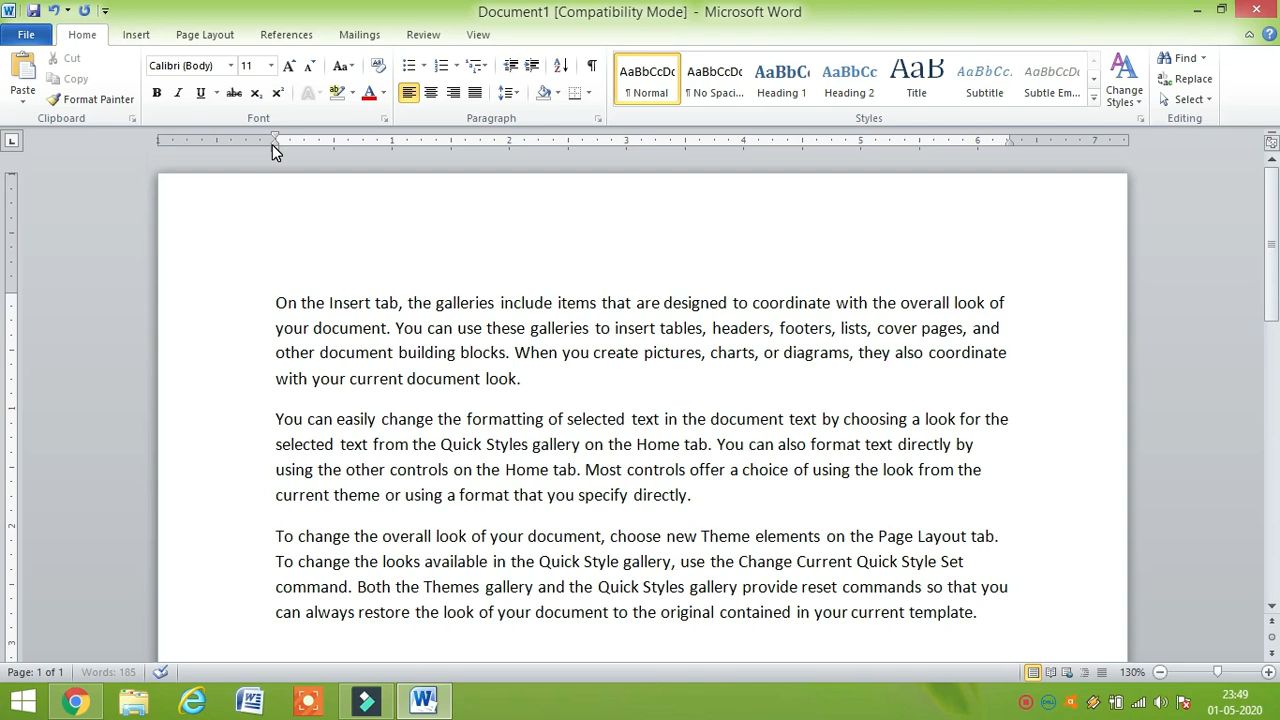 Document1 [Compatibility Mode] - Microsoft Word
File Home Insert Page Layout References Mailings Review View
Paste Cut Copy Format Painter
Clipboard
Calibri (Body) 11
Font
Paragraph
AaBbCcDc AaBbCcDc AaBbC AaBbCc AaB AaBbCcL AaBbCcDc
¶ Normal ¶ No Spaci... Heading 1 Heading 2 Title Subtitle Subtle Em...
Styles
Change Styles
Find Replace Select
Editing
1 2 3 4 5 6 7
On the Insert tab, the galleries include items that are designed to coordinate with the overall look of
your document. You can use these galleries to insert tables, headers, footers, lists, cover pages, and
other document building blocks. When you create pictures, charts, or diagrams, they also coordinate
with your current document look.
You can easily change the formatting of selected text in the document text by choosing a look for the
selected text from the Quick Styles gallery on the Home tab. You can also format text directly by
using the other controls on the Home tab. Most controls offer a choice of using the look from the
current theme or using a format that you specify directly.
To change the overall look of your document, choose new Theme elements on the Page Layout tab.
To change the looks available in the Quick Style gallery, use the Change Current Quick Style Set
command. Both the Themes gallery and the Quick Styles gallery provide reset commands so that you
can always restore the look of your document to the original contained in your current template.
Page: 1 of 1 Words: 185 130%
23:49
01-05-2020